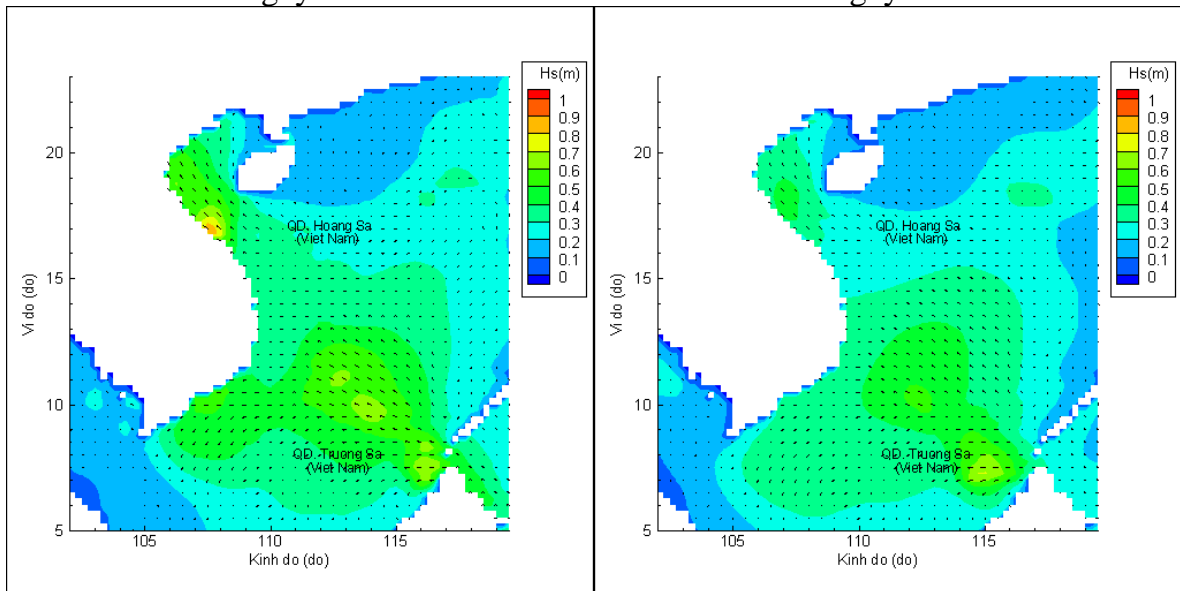 Hs(m)
1
0.9
0.8
0.7
0.6
0.5
0.4
0.3
0.2
0.1
0
20
15
10
5
Vi do (do)
QD. Hoang Sa
(Viet Nam)
QD. Truong Sa
(Viet Nam)
105
110
115
Kinh do (do)
Hs(m)
1
0.9
0.8
0.7
0.6
0.5
0.4
0.3
0.2
0.1
0
20
15
10
5
Vi do (do)
QD. Hoang Sa
(Viet Nam)
QD. Truong Sa
(Viet Nam)
105
110
115
Kinh do (do)